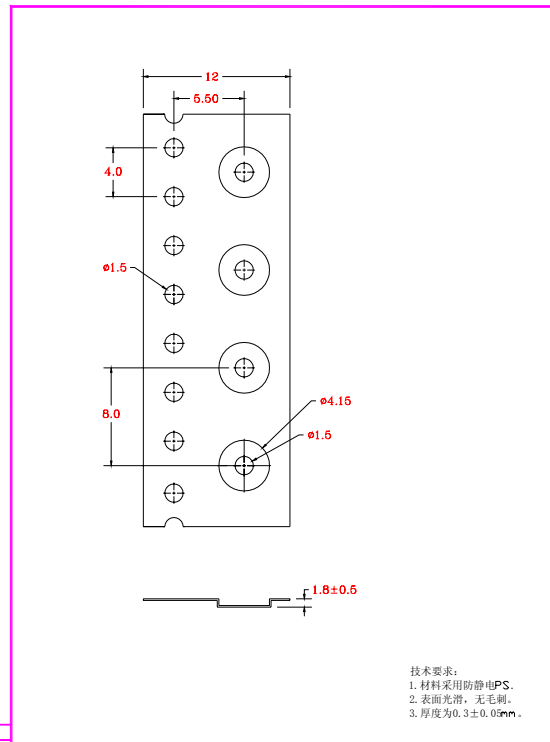 12
5.50
4.0
ø1.5
8.0
ø4.15
ø1.5
1.8±0.5
技术要求:
1. 材料采用防静电PS.
2. 表面光滑，无毛刺。
3. 厚度为0.3±0.05mm。